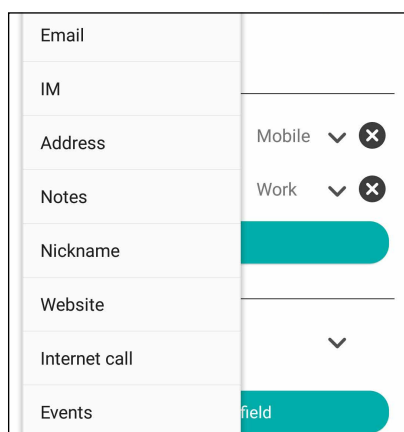 Email
IM
Address
Mobile
Notes
Work
Nickname
Website
Internet call
Events
field